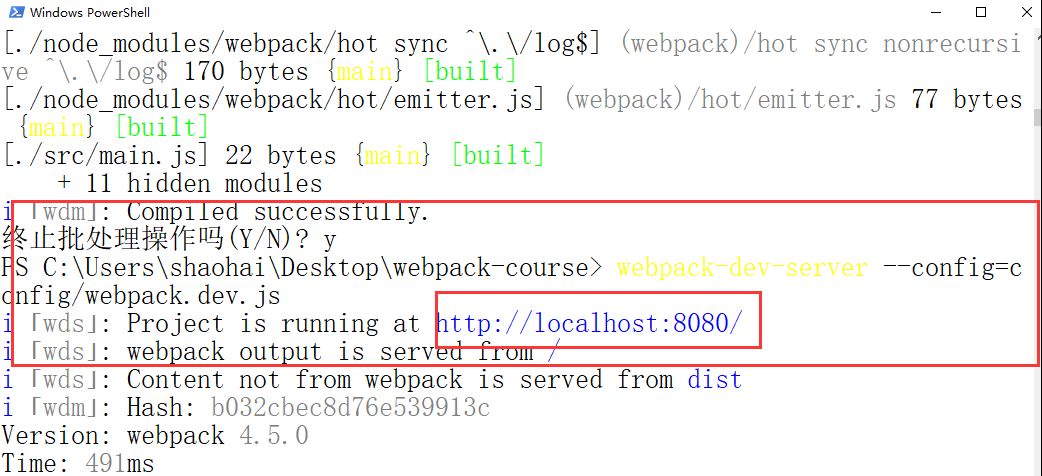 Windows PowerShell
[./node_modules/webpack/hot sync ^\.\/log$] (webpack)/hot sync nonrecursi
ve ^\.\/log$ 170 bytes {main} [built]
[./node_modules/webpack/hot/emitter.js] (webpack)/hot/emitter.js 77 bytes
{main} [built]
[./src/main.js] 22 bytes {main} [built]
+ 11 hidden modules
i ｢wdm｣: Compiled successfully.
终止批处理操作吗(Y/N)? y
PS C:\Users\shaohai\Desktop\webpack-course> webpack-dev-server --config=c
onfig/webpack.dev.js
i ｢wds｣: Project is running at http://localhost:8080/
i ｢wds｣: webpack output is served from /
i ｢wds｣: Content not from webpack is served from dist
i ｢wdm｣: Hash: b032cbec8d76e539913c
Version: webpack 4.5.0
Time: 491ms